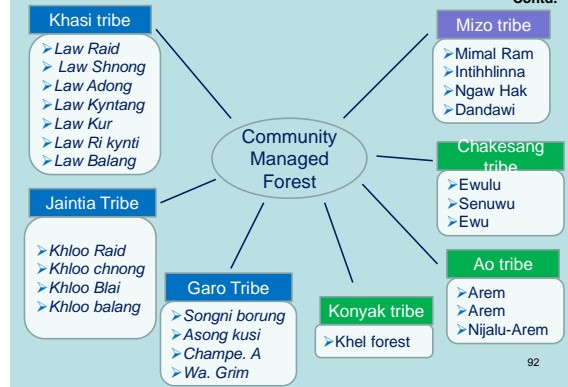 Contd.
Khasi tribe
➢Law Raid
➢ Law Shnong
➢Law Adong
➢Law Kyntang
➢Law Kur
➢Law Ri kynti
➢Law Balang
Mizo tribe
➢Mimal Ram
➢Intihhlinna
➢Ngaw Hak
➢Dandawi
Community
Managed
Forest
Chakesang
tribe
➢Ewulu
➢Senuwu
➢Ewu
Jaintia Tribe
➢Khloo Raid
➢Khloo chnong
➢Khloo Blai
➢Khloo balang
Garo Tribe
➢Songni borung
➢Asong kusi
➢Champe. A
➢Wa. Grim
Konyak tribe
➢Khel forest
Ao tribe
➢Arem
➢Arem
➢Nijalu-Arem
92